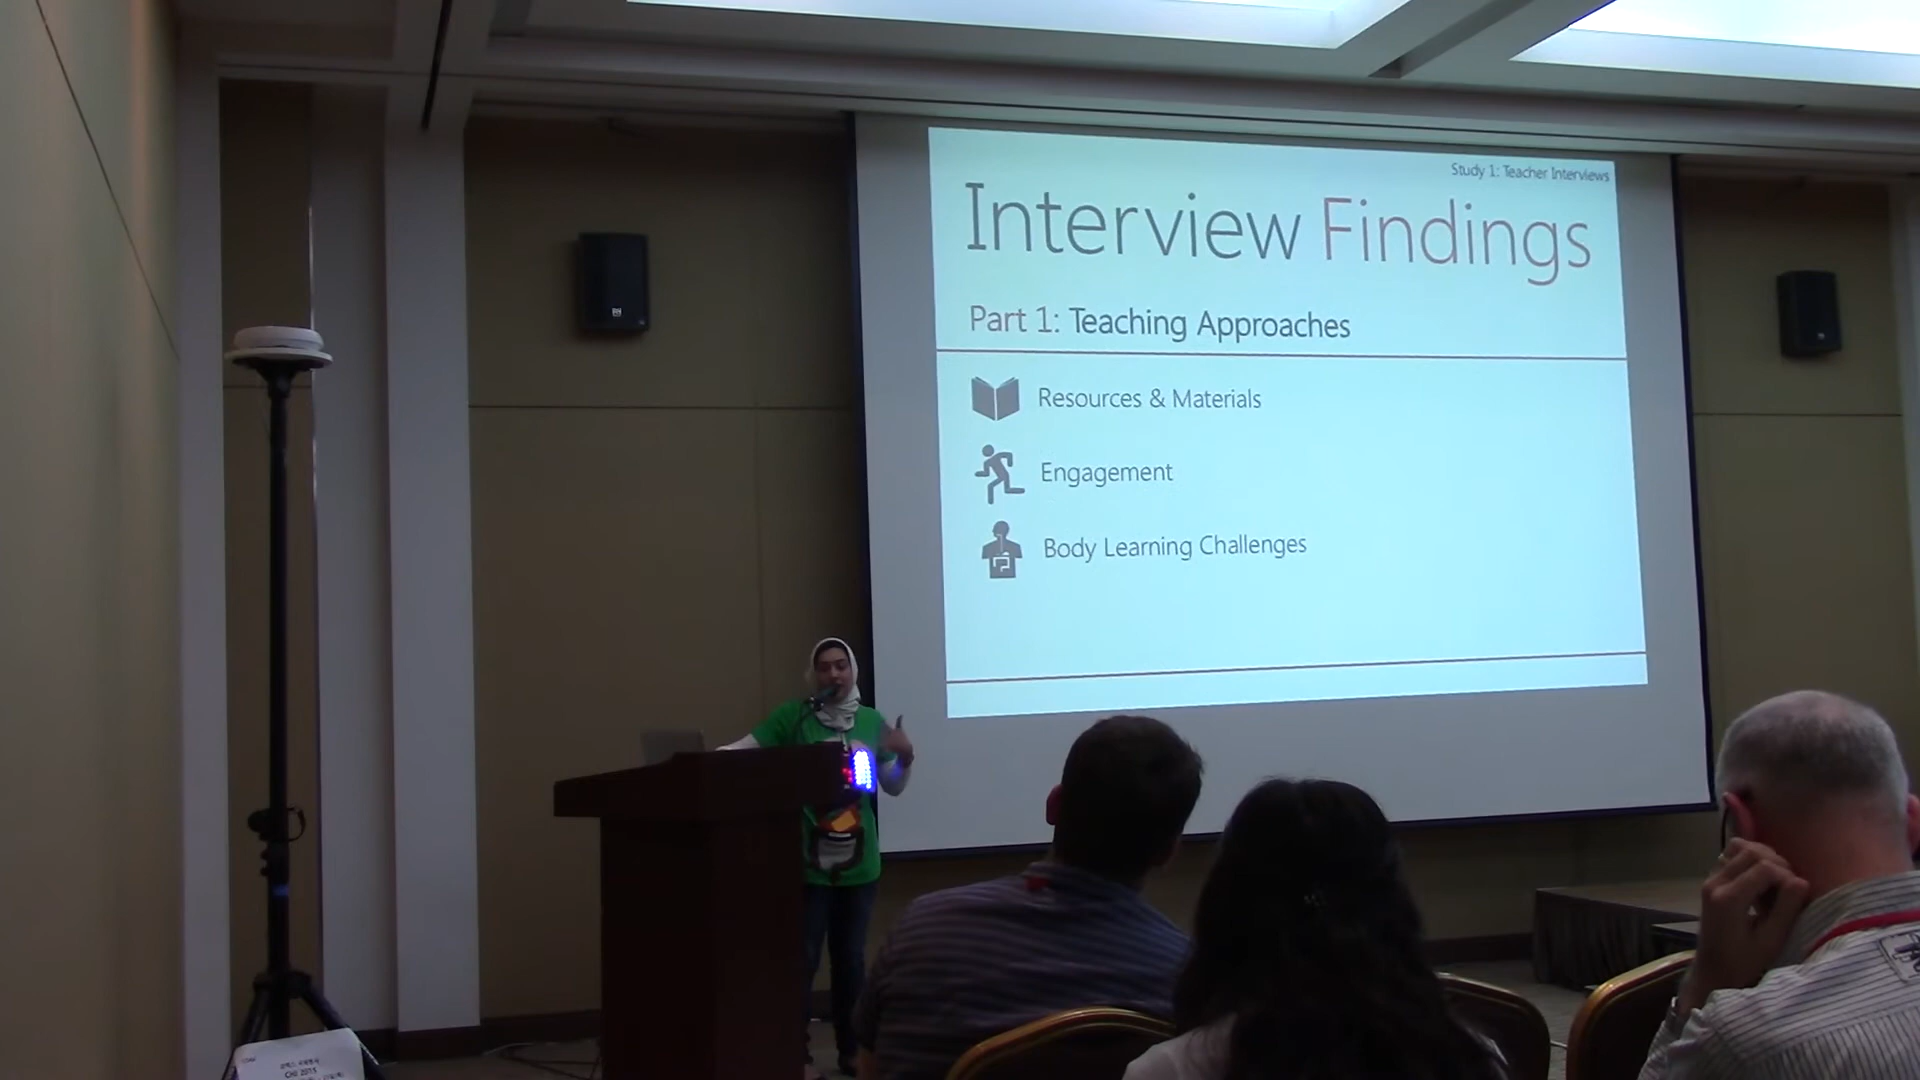 Study 1: Teacher Interviews
Interview Findings
Part 1: Teaching Approaches
Resources & Materials
Engagement
Body Learning Challenges
CHI 2015